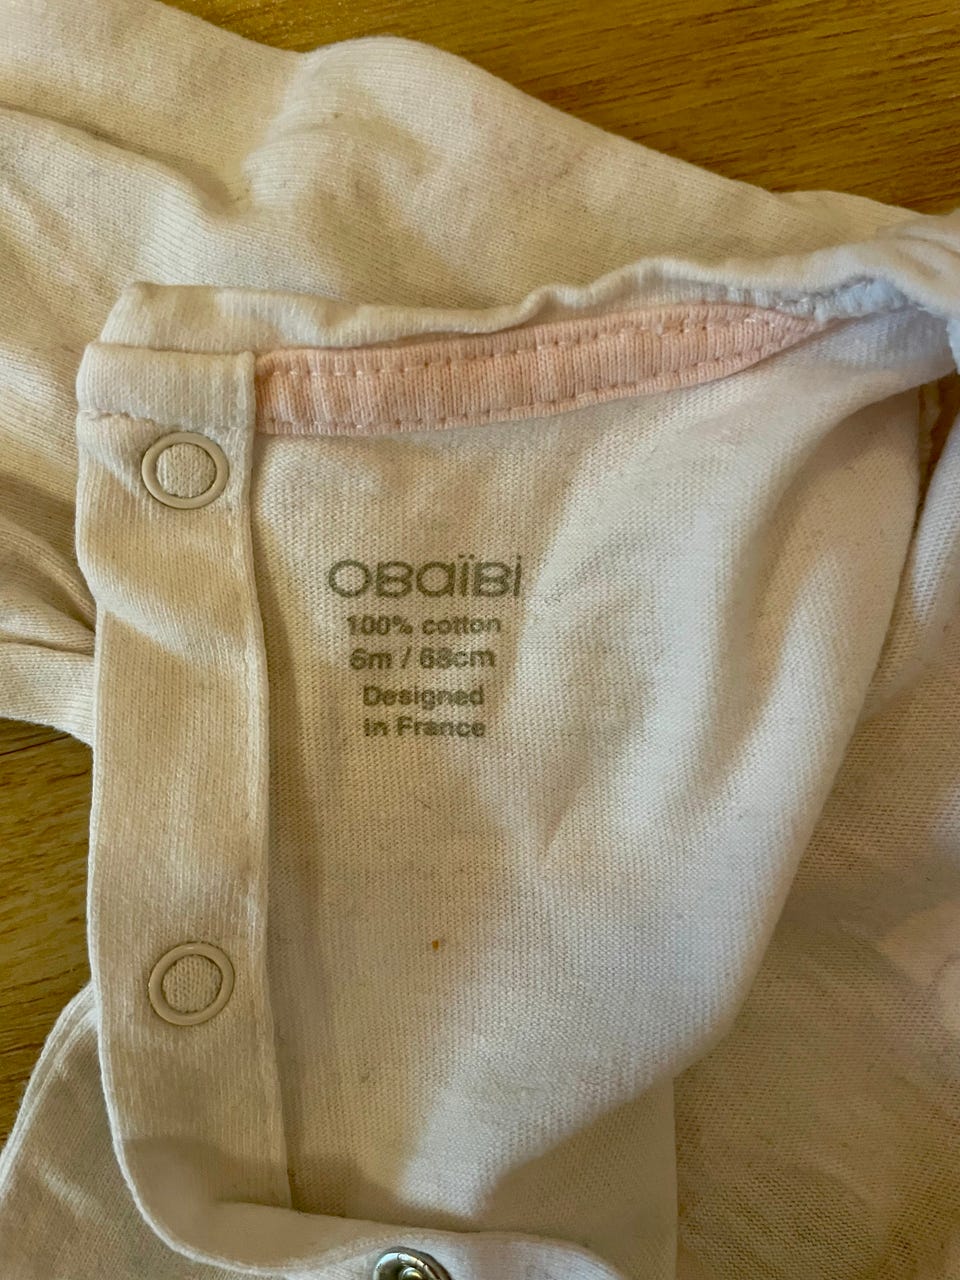 OBaïBi
100% cotton
6m / 68cm
Designed
in France